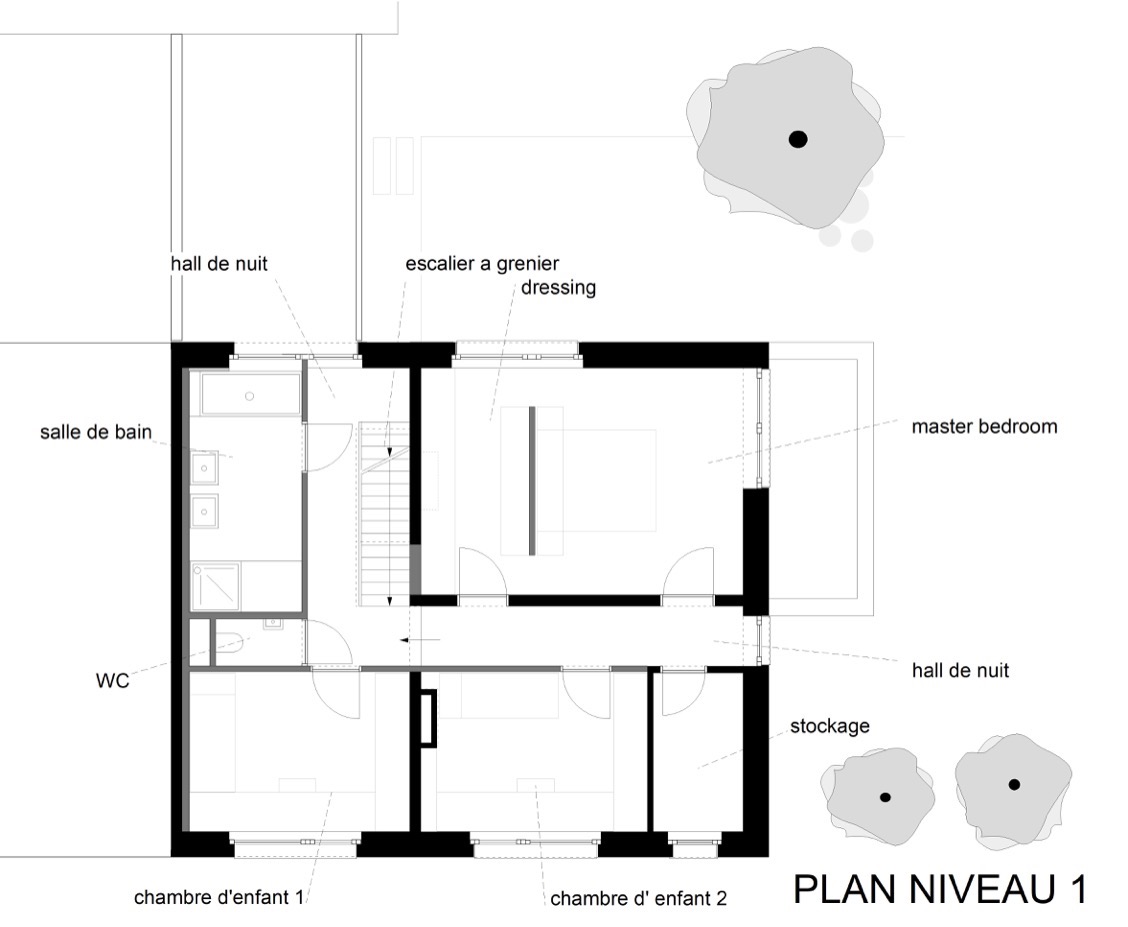 hall de nuit
escalier a grenier
dressing
salle de bain
master bedroom
WC
hall de nuit
stockage
chambre d'enfant 1
chambre d' enfant 2
PLAN NIVEAU 1